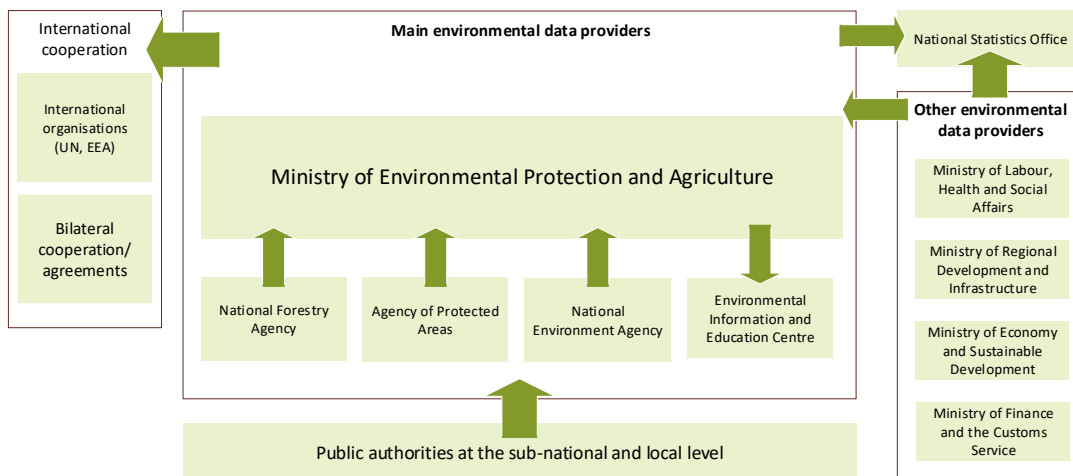 International
cooperation
International
organisations
(UN, EEA)
Bilateral
cooperation/
agreements
Main environmental data providers
Ministry of Environmental Protection and Agriculture
National Forestry
Agency
Agency of Protected
Areas
National
Environment Agency
Environmental
Information and
Education Centre
Public authorities at the sub-national and local level
National Statistics Office
Other environmental
data providers
Ministry of Labour,
Health and Social
Affairs
Ministry of Regional
Development and
Infrastructure
Ministry of Economy
and Sustainable
Development
Ministry of Finance
and the Customs
Service